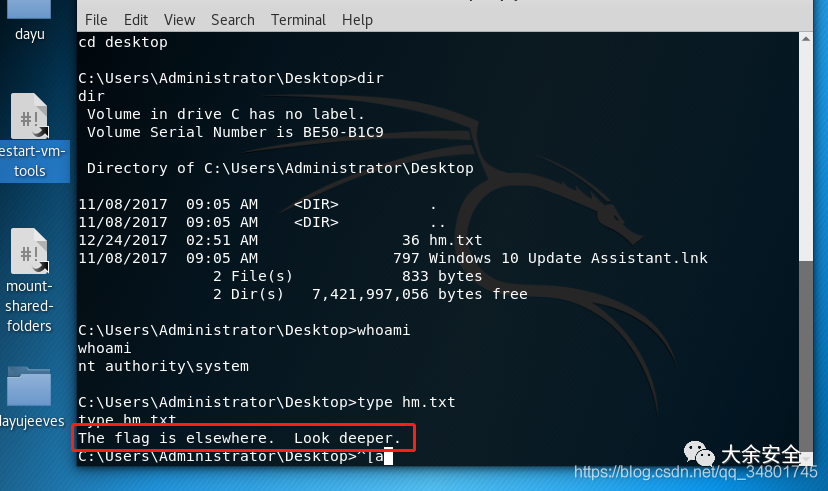 dayu
File Edit View Search Terminal Help
cd desktop
C:\Users\Administrator\Desktop>dir
dir
Volume in drive C has no label.
Volume Serial Number is BE50-B1C9
Directory of C:\Users\Administrator\Desktop
11/08/2017 09:05 AM <DIR> .
11/08/2017 09:05 AM <DIR> ..
12/24/2017 02:51 AM 36 hm.txt
11/08/2017 09:05 AM 797 Windows 10 Update Assistant.lnk
2 File(s) 833 bytes
2 Dir(s) 7,421,997,056 bytes free
C:\Users\Administrator\Desktop>whoami
whoami
nt authority\system
C:\Users\Administrator\Desktop>type hm.txt
type hm.txt
The flag is elsewhere. Look deeper.
C:\Users\Administrator\Desktop>^[a
estart-vm-
tools
mount-
shared-
folders
dayujeeves
大余安全
https://blog.csdn.net/qq_34801745